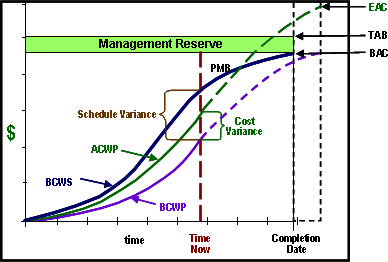 EAC
TAB
Management Reserve
BAC
PMB
Schedule Variance
Cost
Variance
$
ACWP
BCWS
BCWP
time
Time
Now
Completion
Date